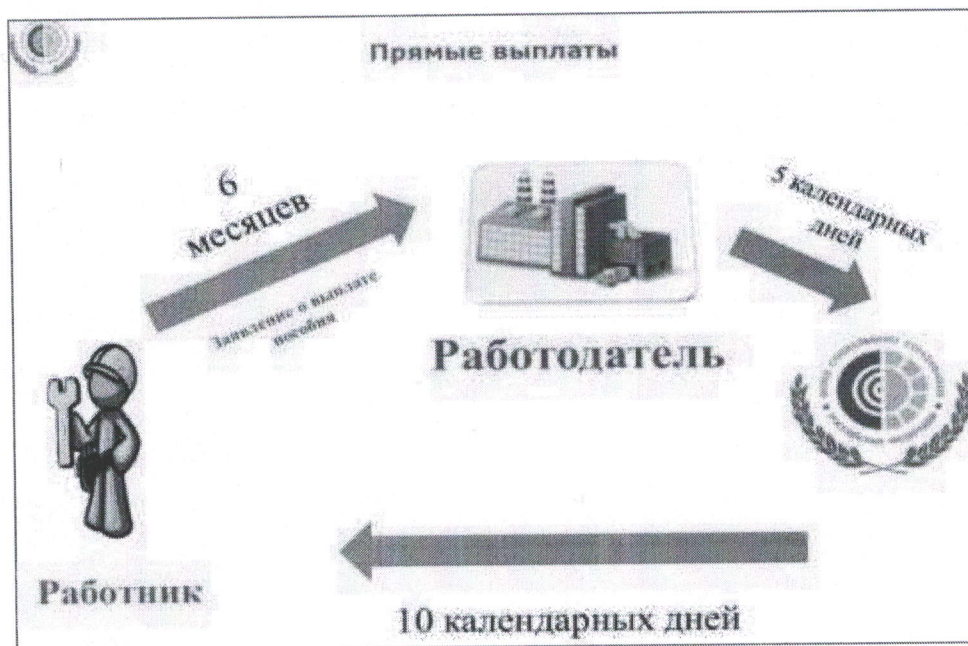 Прямые выплаты
6
месяцев
Заявление о выплате
пособия
5 календарных
дней
Работодатель
Работник
10 календарных дней